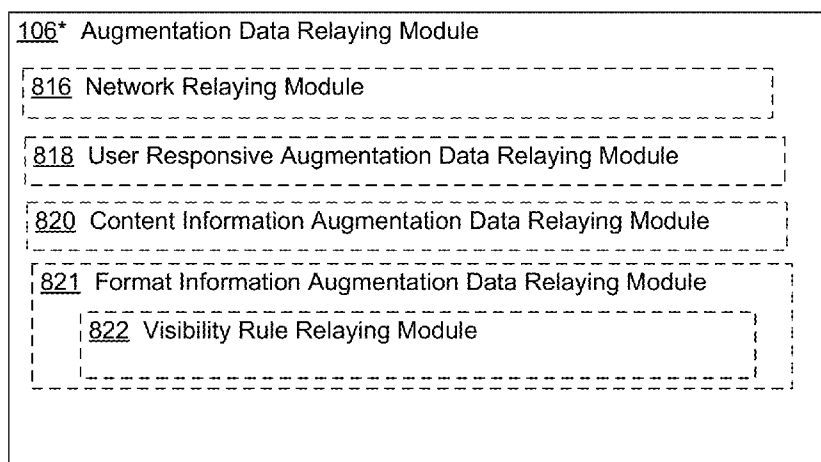 106* Augmentation Data Relaying Module
816 Network Relaying Module
818 User Responsive Augmentation Data Relaying Module
820 Content Information Augmentation Data Relaying Module
821 Format Information Augmentation Data Relaying Module
822 Visibility Rule Relaying Module